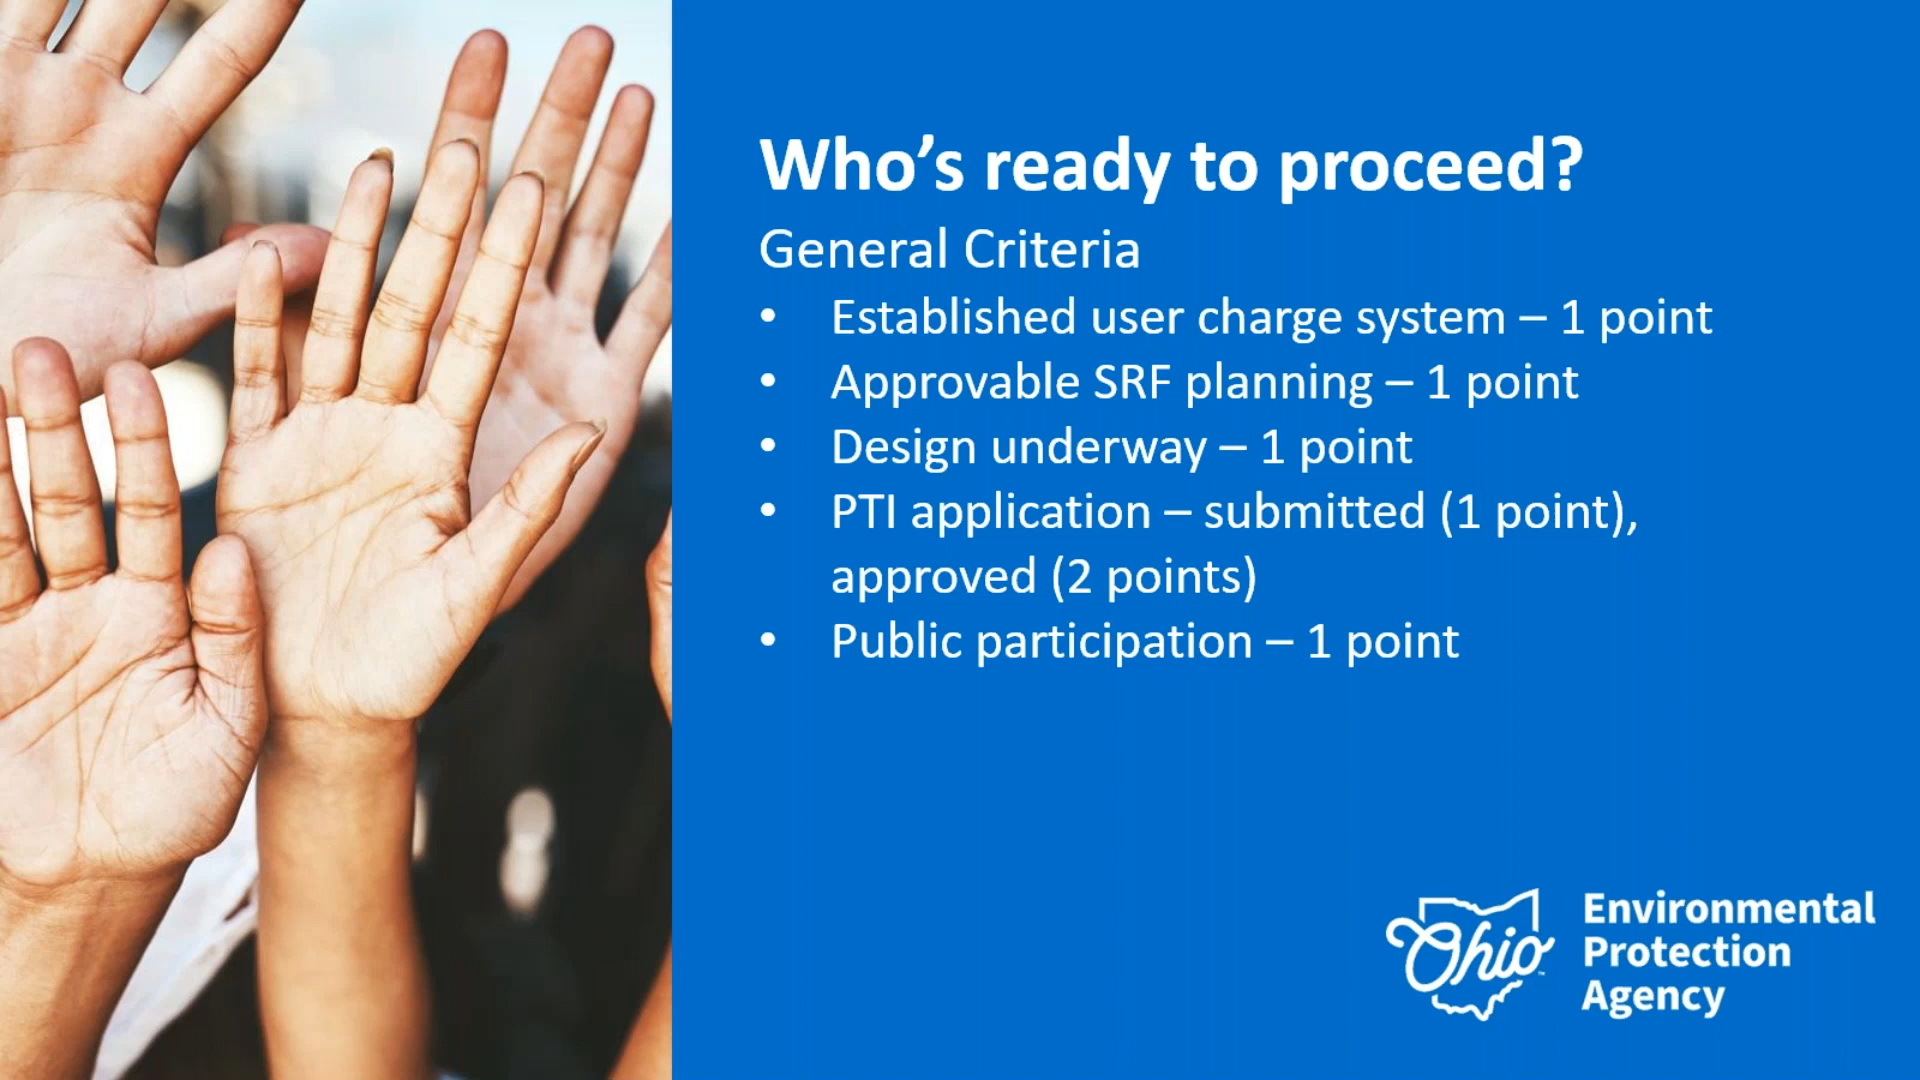 Who’s ready to proceed?
General Criteria
• Established user charge system – 1 point
• Approvable SRF planning – 1 point
• Design underway – 1 point
• PTI application – submitted (1 point),
approved (2 points)
• Public participation – 1 point
Ohio
Environmental
Protection
Agency